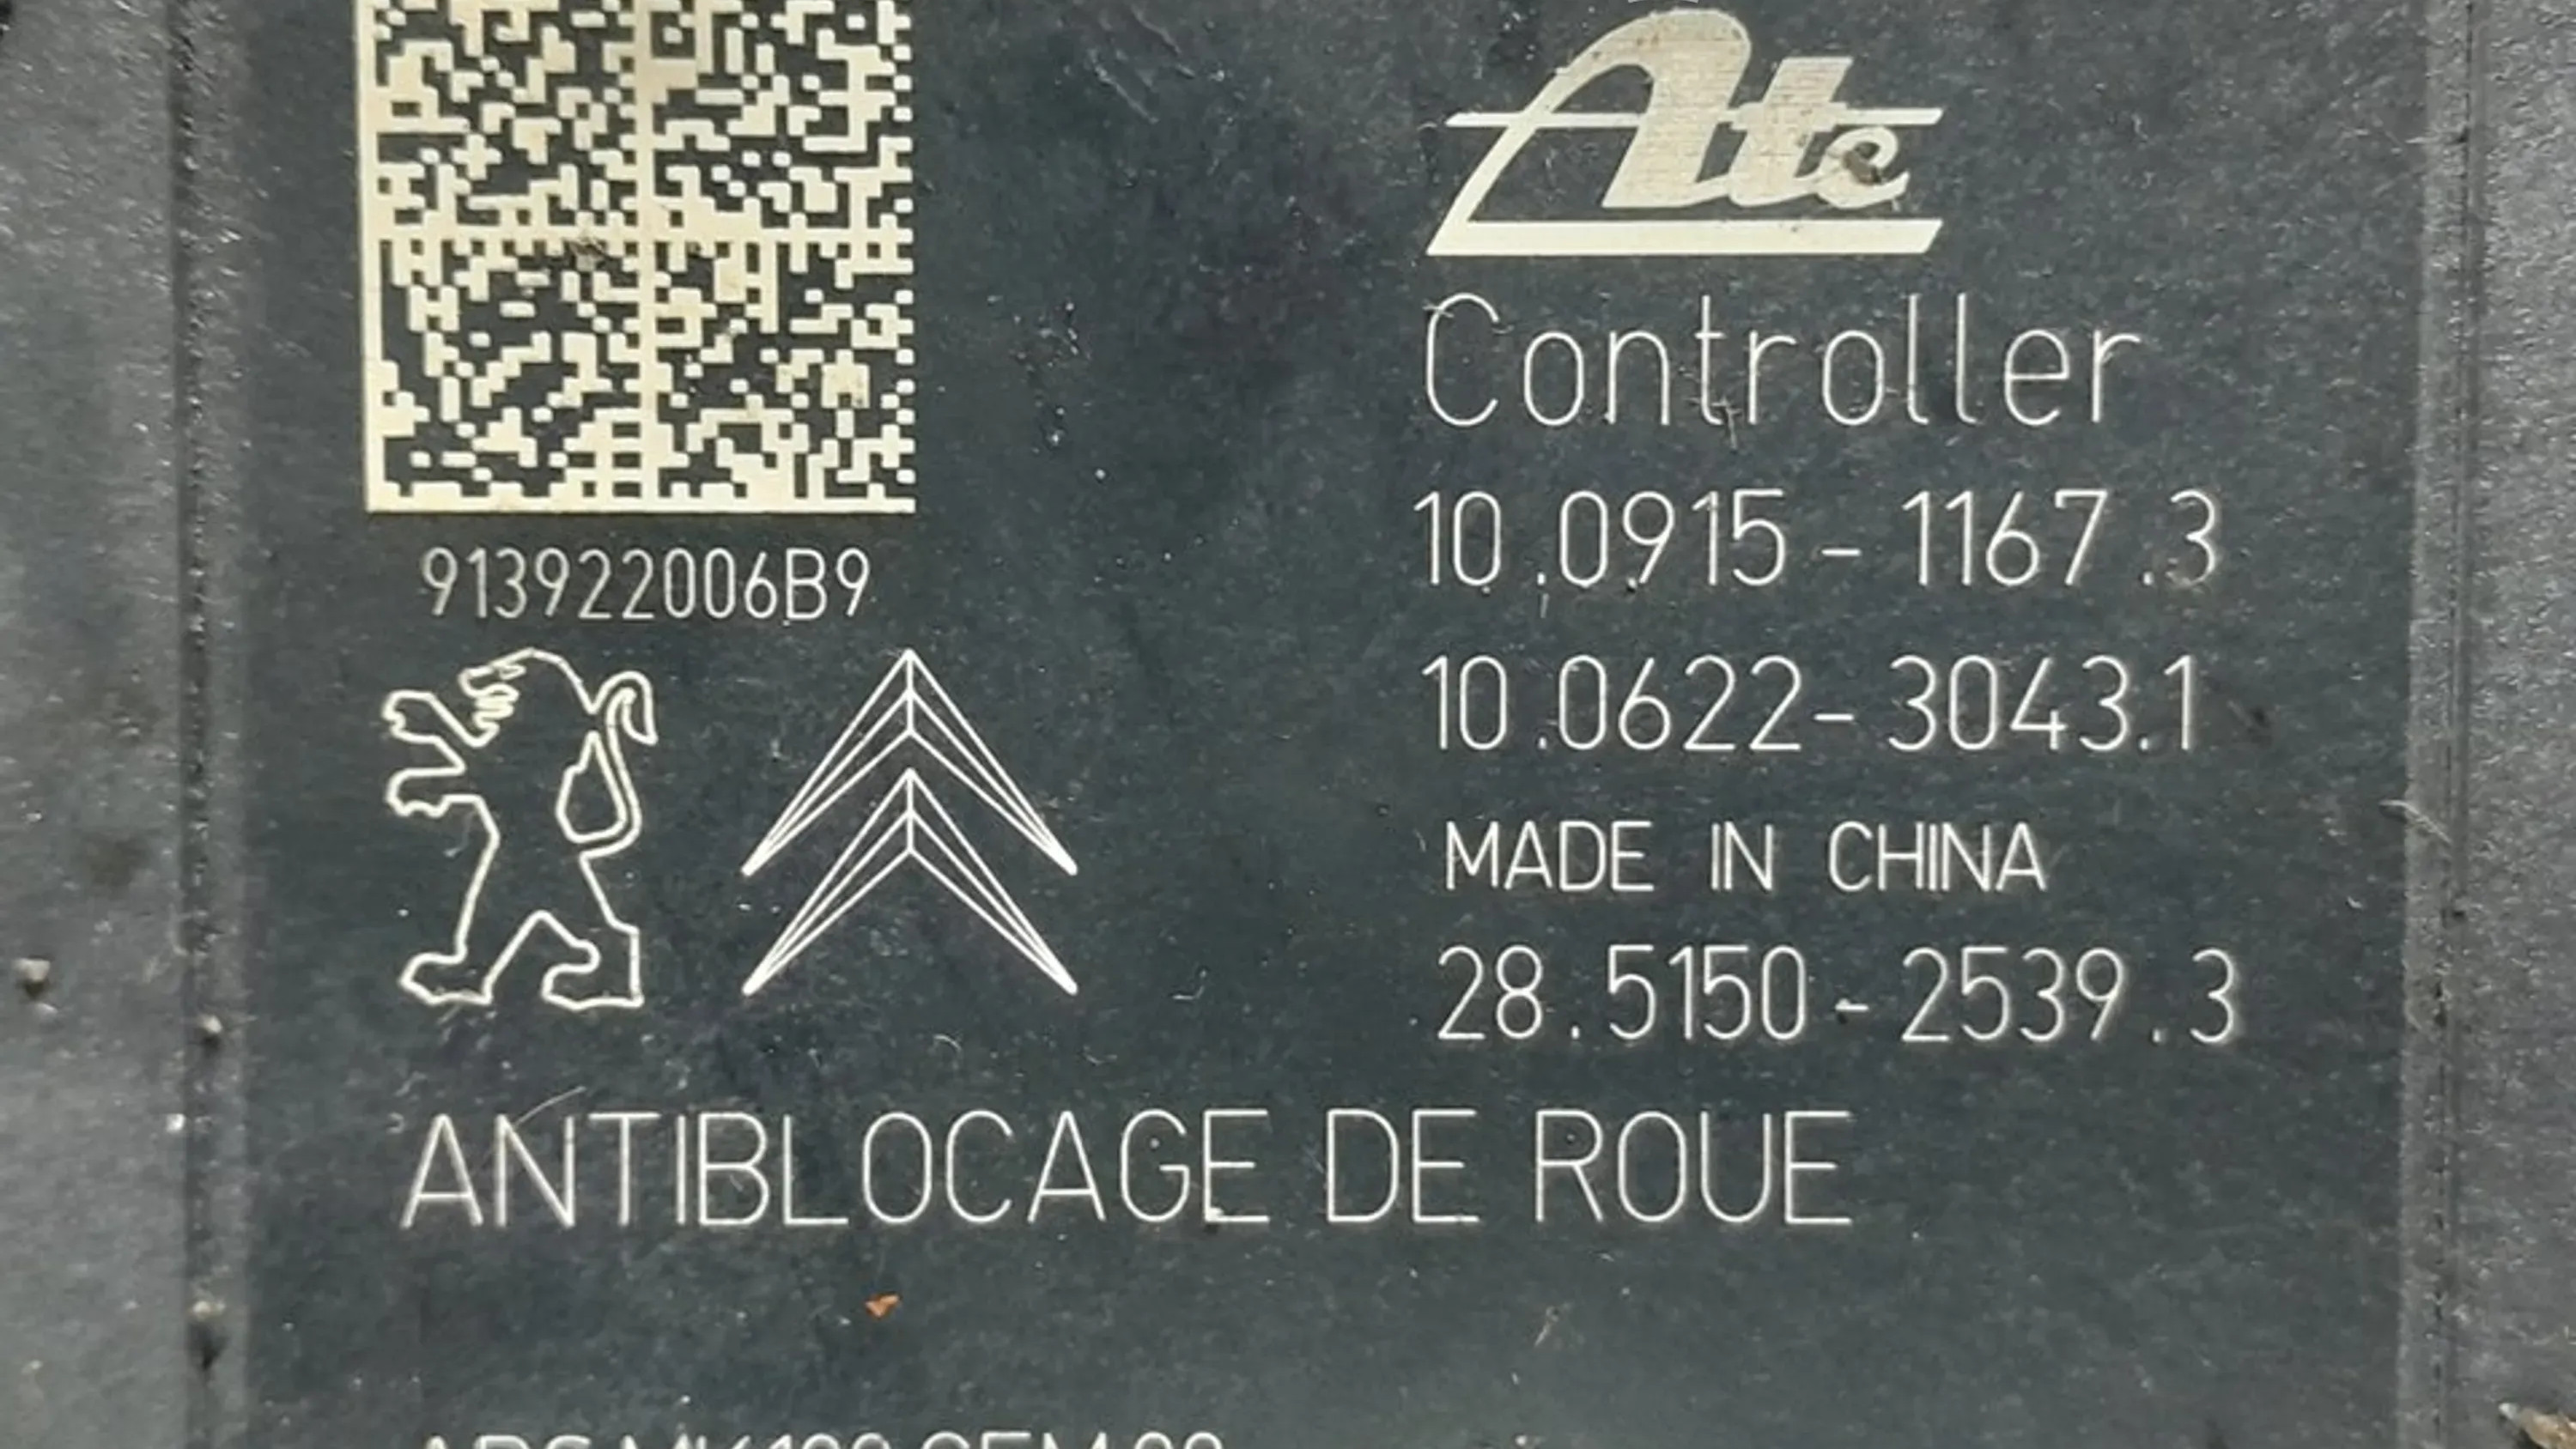 Ate
Controller
10.0915-1167.3
913922006B9
10.0622-3043.1
MADE IN CHINA
28.5150-2539.3
ANTIBLOCAGE DE ROUE